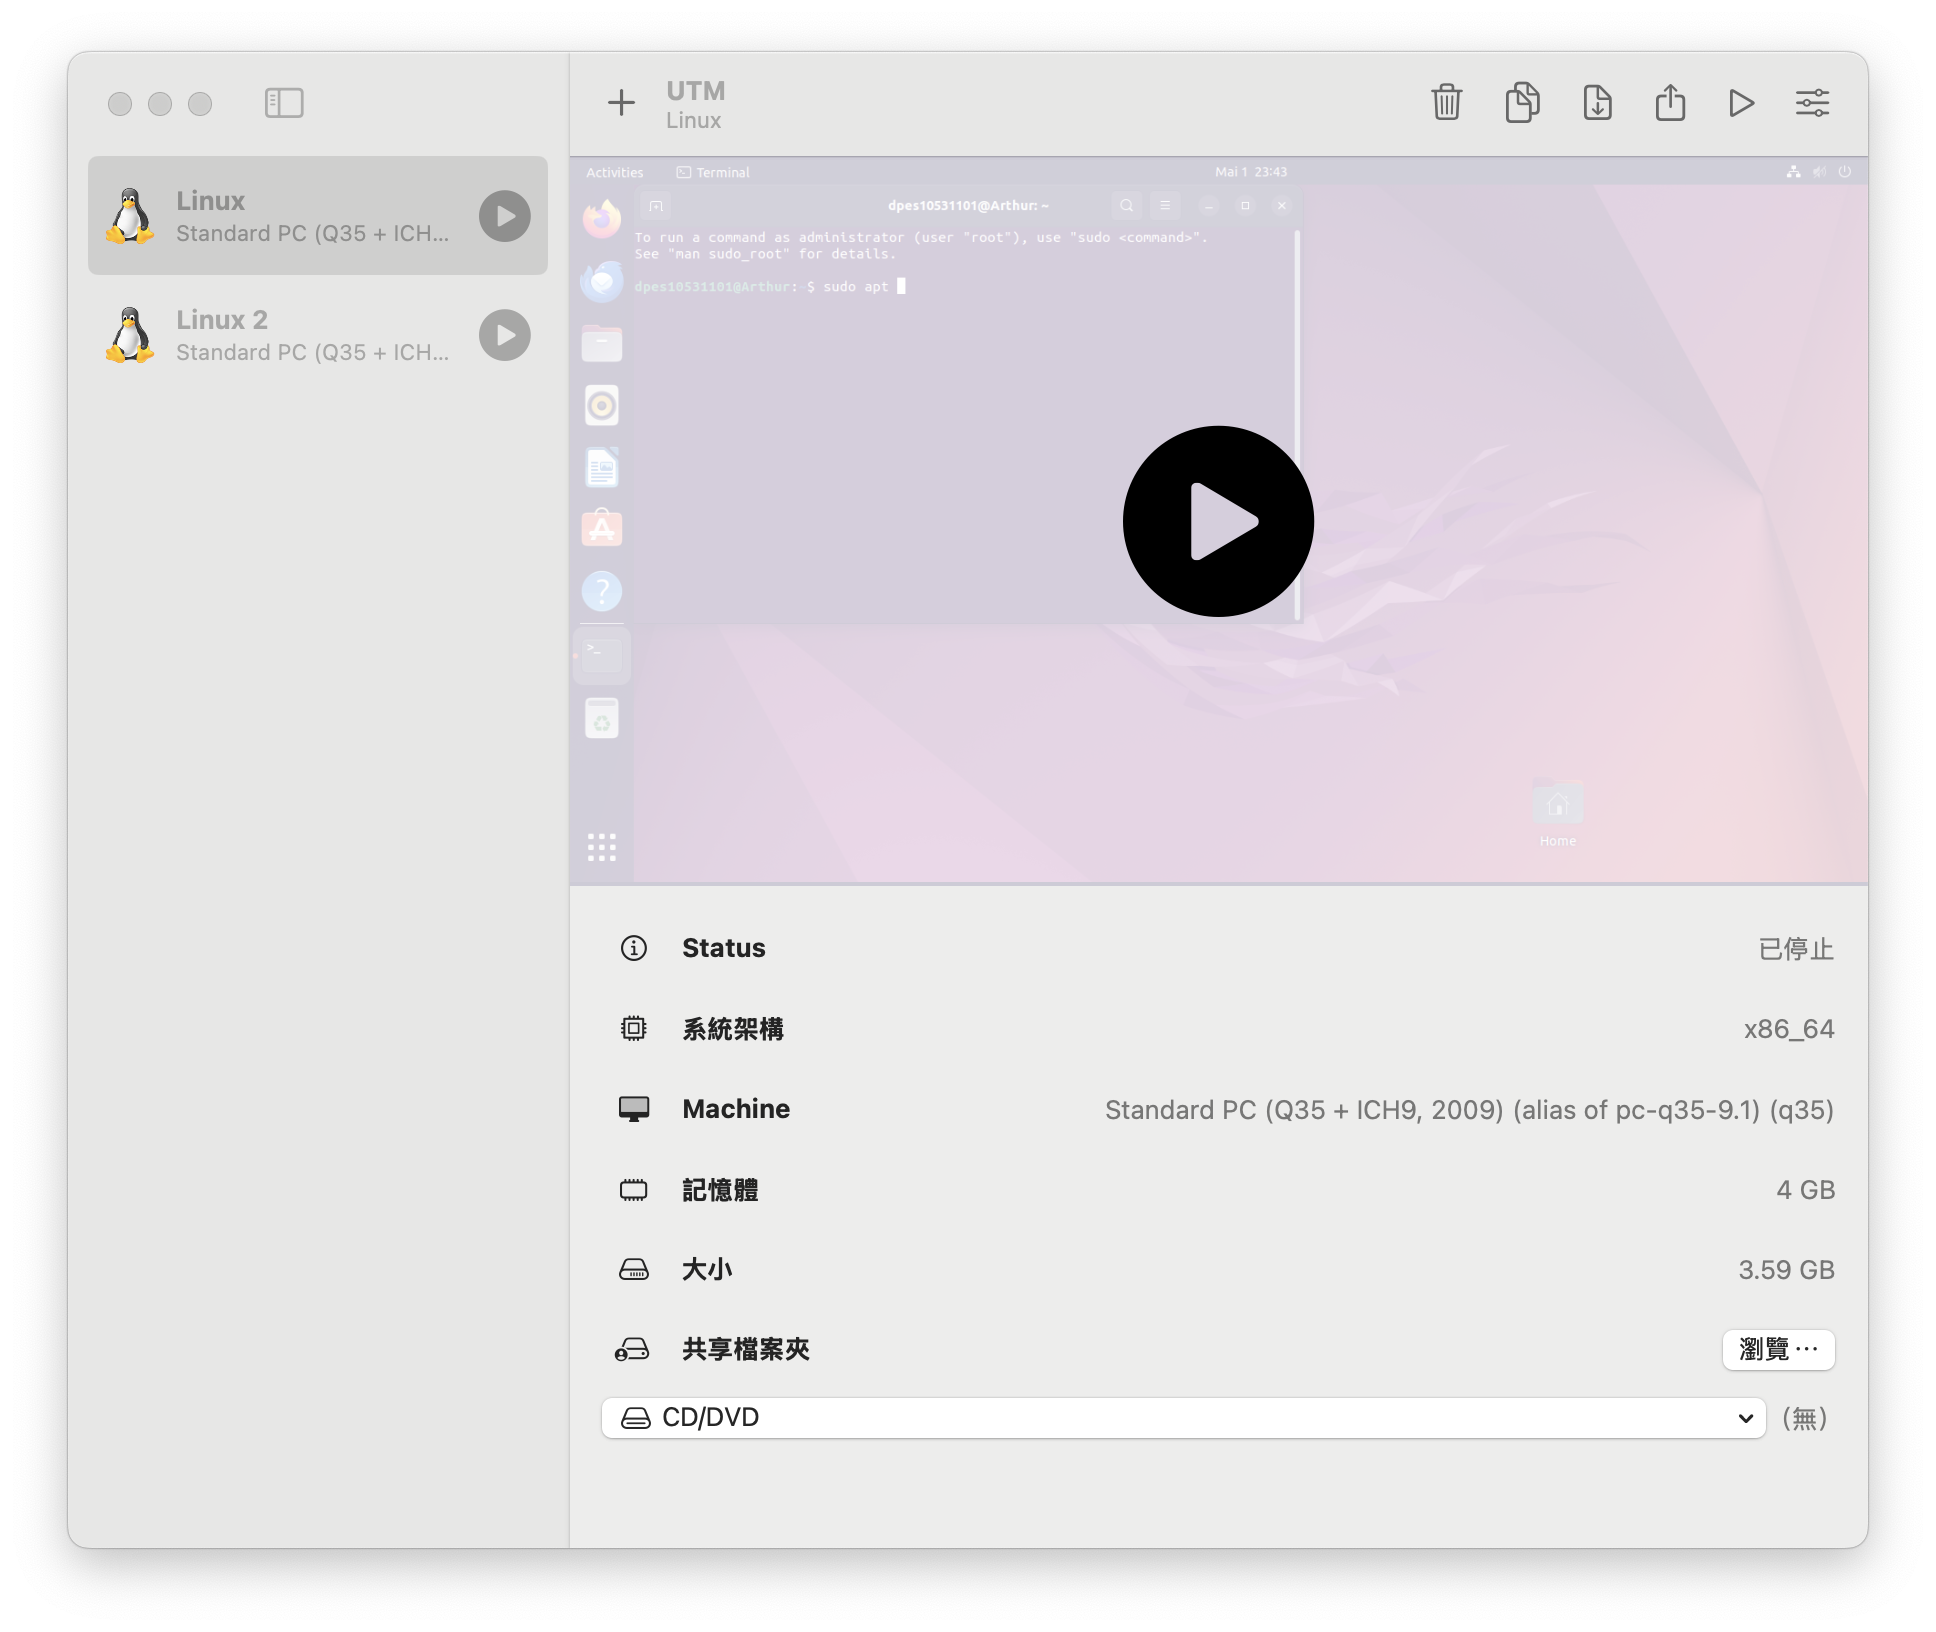 UTM
Linux
Linux
Standard PC (Q35 + ICH...
Linux 2
Standard PC (Q35 + ICH...
Activities
Terminal
Mai 1 23:43
dpes10531101@Arthur: ~
To run a command as administrator (user "root"), use "sudo <command>".
See "man sudo_root" for details.
dpes10531101@Arthur:~$ sudo apt
Home
Status 已停止
系統架構 x86_64
Machine Standard PC (Q35 + ICH9, 2009) (alias of pc-q35-9.1) (q35)
記憶體 4 GB
大小 3.59 GB
共享檔案夾 瀏覽⋯
CD/DVD (無)